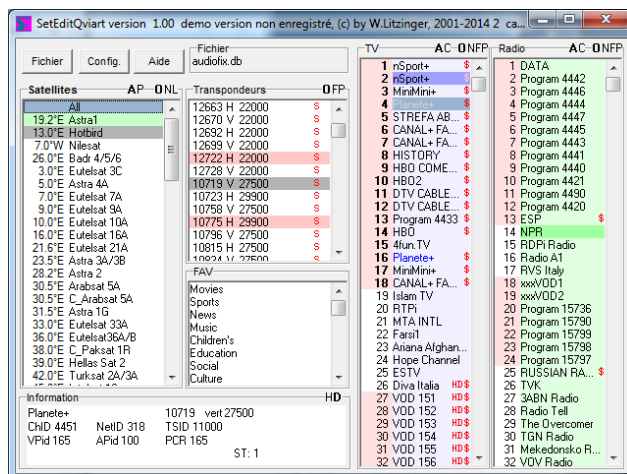 SetEditQviart version 1.00 demo version non enregistré, (c) by W.Litzinger, 2001-2014 2 ca...
Fichier
Config.
Aide
Fichier
audiofix.db
Satellites A P O N L
All
19.2°E Astra1
13.0°E Hotbird
7.0°W Nilesat
26.0°E Badr 4/5/6
3.0°E Eutelsat 3C
5.0°E Astra 4A
7.0°E Eutelsat 7A
9.0°E Eutelsat 9A
10.0°E Eutelsat 10A
16.0°E Eutelsat 16A
21.6°E Eutelsat 21A
23.5°E Astra 3A/3B
28.2°E Astra 2
30.5°E Arabsat 5A
30.5°E C_Arabsat 5A
31.5°E Astra 1G
33.0°E Eutelsat 33A
36.0°E Eutelsat36A/B
38.0°E C_Paksat 1R
39.0°E Hellas Sat 2
42.0°E Turksat 2A/3A
Transpondeurs O F P
12663 H 22000 S
12670 V 22000 S
12692 H 22000 S
12699 V 22000 S
12722 H 22000 S
12728 V 22000 S
10719 V 27500 S
10723 H 29900 S
10758 V 27500 S
10775 H 29900 S
10796 V 27500 S
10815 H 27500 S
10834 V 27500 S
FAV
Movies
Sports
News
Music
Children's
Education
Social
Culture
Information HD
Planete+ 10719 vert 27500
ChID 4451 NetID 318 TSID 11000
VPid 165 APid 100 PCR 165
ST: 1
TV A C - O N F P
1 nSport+ $
2 nSport+ $
3 MiniMini+ $
4 Planete+ $
5 STREFA AB... $
6 CANAL+ FA... $
7 CANAL+ FA... $
8 HISTORY $
9 HBO COME... $
10 HBO2 $
11 DTV CABLE... $
12 DTV CABLE... $
13 Program 4433 $
14 HBO $
15 4fun.TV
16 Planete+ $
17 MiniMini+ $
18 CANAL+ FA... $
19 Islam TV
20 RTPi
21 MTA INTL
22 Farsi1
23 Ariana Afghan...
24 Hope Channel
25 ESTV
26 Diva Italia HD $
27 VOD 151 HD $
28 VOD 152 HD $
29 VOD 153 HD $
30 VOD 154 HD $
31 VOD 155 HD $
32 VOD 156 HD $
Radio A C - O N F P
1 DATA
2 Program 4442
3 Program 4446
4 Program 4444
5 Program 4447
6 Program 4445
7 Program 4443
8 Program 4441
9 Program 4440
10 Program 4421
11 Program 4490
12 Program 4420
13 ESP $
14 NPR
15 RDPi Radio
16 Radio A1
17 RVS Italy
18 xxxVOD1
19 xxxVOD2
20 Program 15736
21 Program 15790
22 Program 15799
23 Program 15798
24 Program 15797
25 RUSSIAN RA... $
26 TVK
27 3ABN Radio
28 Radio Tell
29 The Overcomer
30 TGN Radio
31 Mekedonsko R...
32 VOV Radio